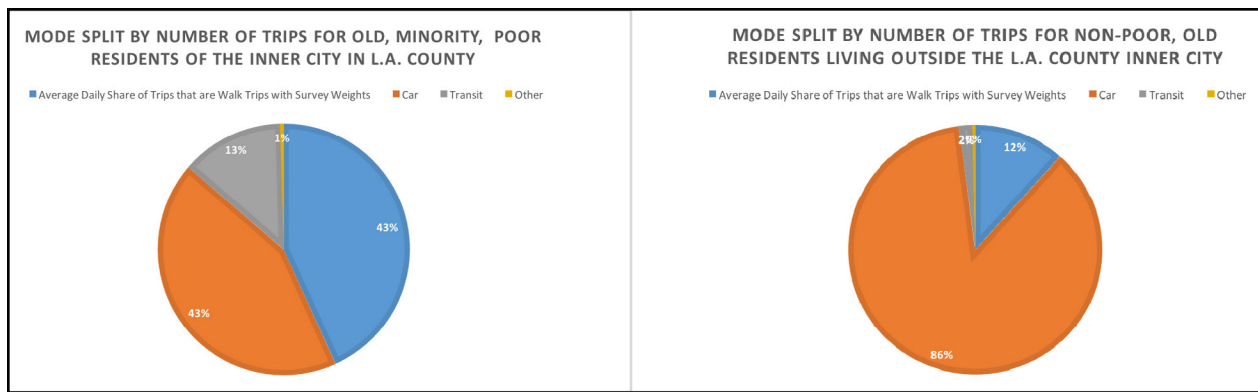 MODE SPLIT BY NUMBER OF TRIPS FOR OLD, MINORITY, POOR
RESIDENTS OF THE INNER CITY IN L.A. COUNTY
Average Daily Share of Trips that are Walk Trips with Survey Weights Car Transit Other
1%
13%
43%
43%
MODE SPLIT BY NUMBER OF TRIPS FOR NON-POOR, OLD
RESIDENTS LIVING OUTSIDE THE L.A. COUNTY INNER CITY
Average Daily Share of Trips that are Walk Trips with Survey Weights Car Transit Other
2%
12%
86%